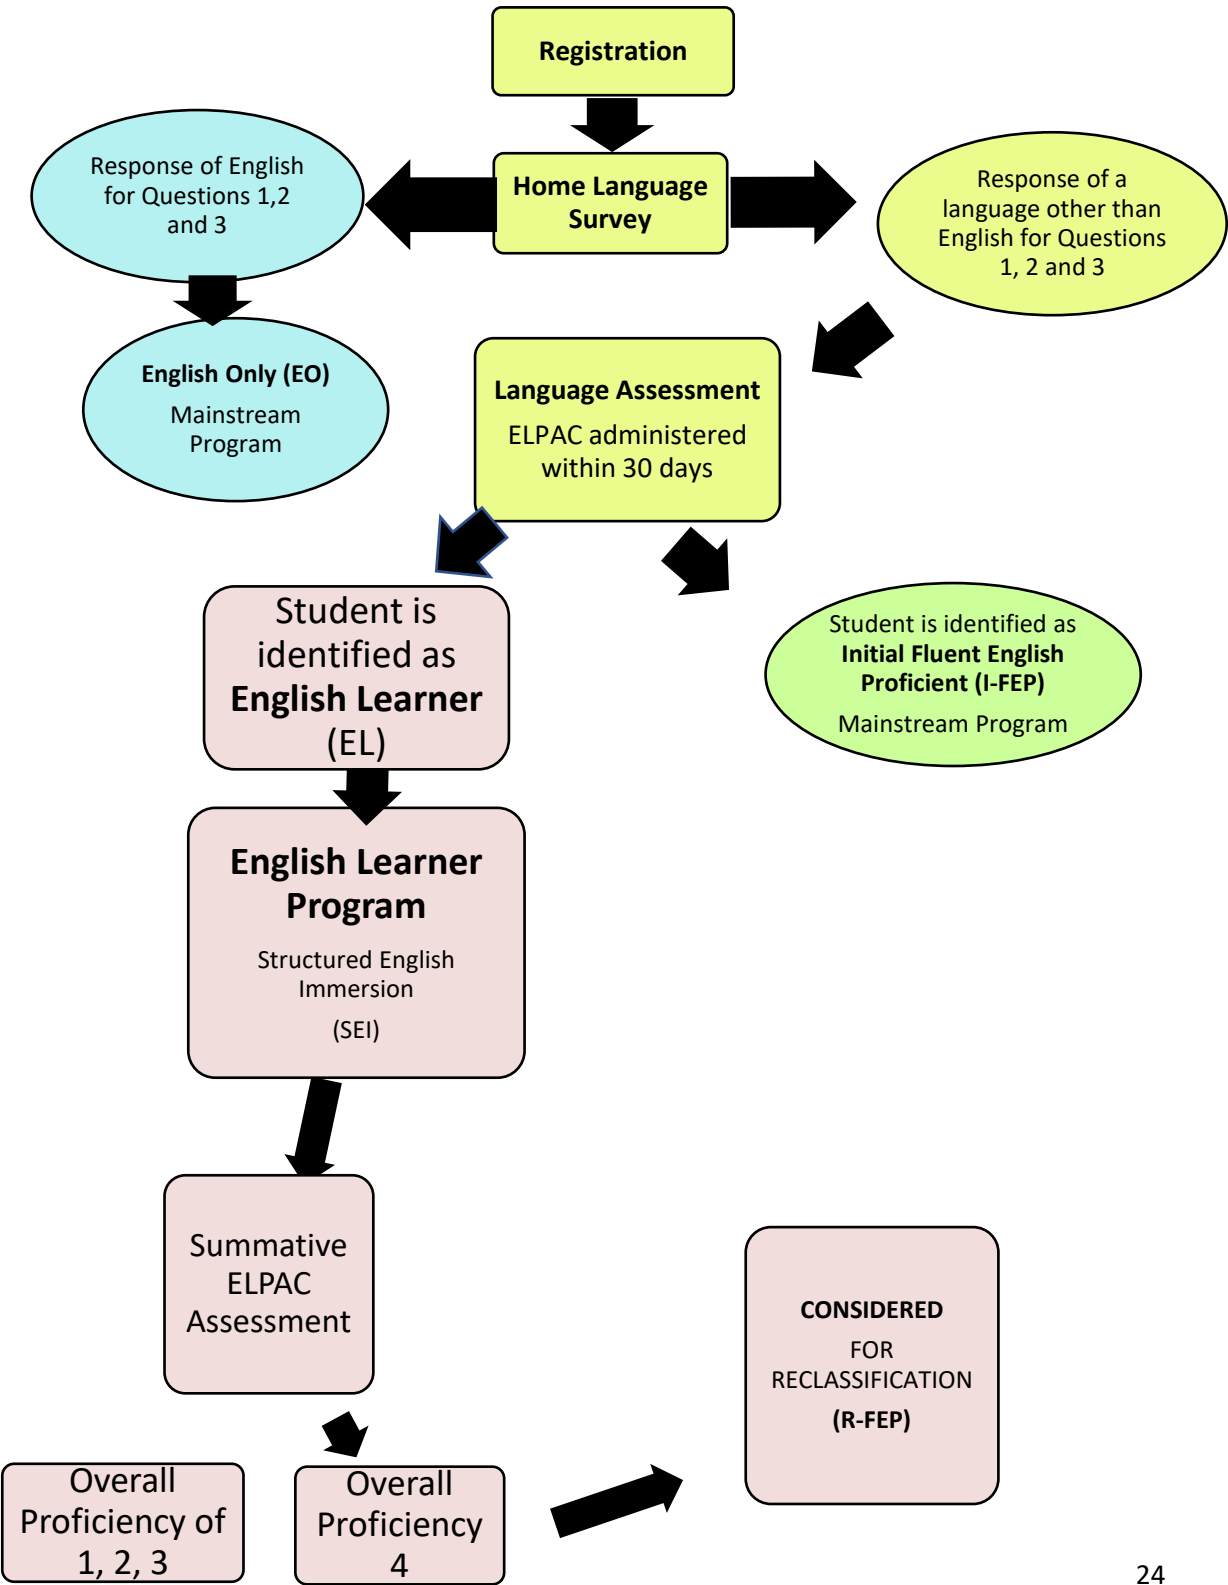 Registration
Home Language
Survey
Response of English
for Questions 1,2
and 3
Response of a
language other than
English for Questions
1, 2 and 3
English Only (EO)
Mainstream
Program
Language Assessment
ELPAC administered
within 30 days
Student is
identified as
English Learner
(EL)
Student is identified as
Initial Fluent English
Proficient (I-FEP)
Mainstream Program
English Learner
Program
Structured English
Immersion
(SEI)
Summative
ELPAC
Assessment
CONSIDERED
FOR
RECLASSIFICATION
(R-FEP)
Overall
Proficiency of
1, 2, 3
Overall
Proficiency
4
24